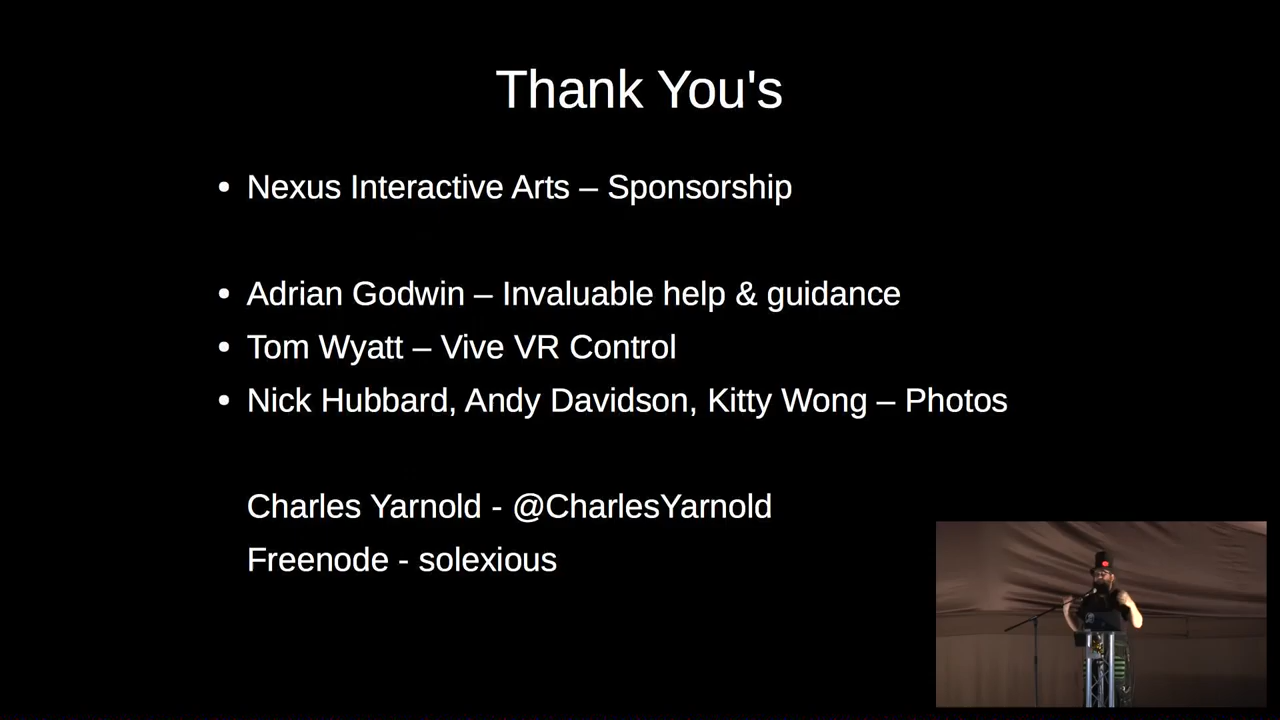 Thank You's
• Nexus Interactive Arts – Sponsorship
• Adrian Godwin – Invaluable help & guidance
• Tom Wyatt – Vive VR Control
• Nick Hubbard, Andy Davidson, Kitty Wong – Photos
Charles Yarnold - @CharlesYarnold
Freenode - solexious